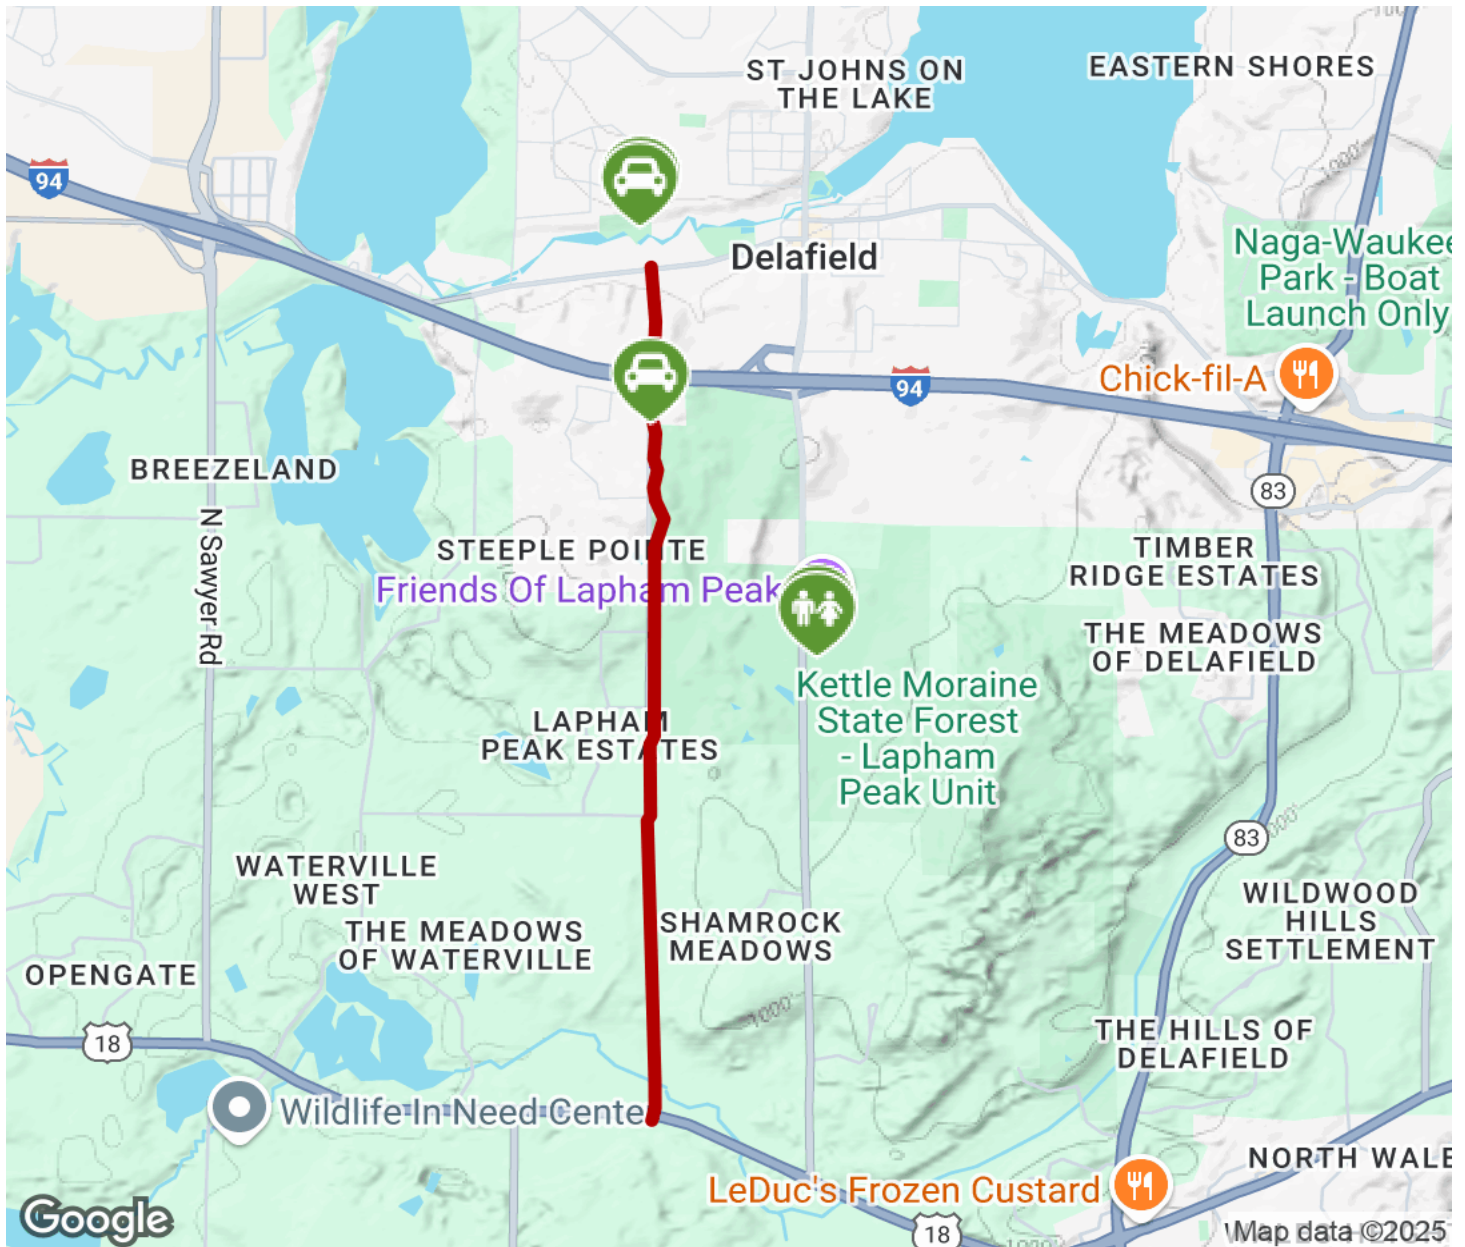 ST JOHNS ON
THE LAKE
EASTERN SHORES
1000'
94
Delafield
Naga-Waukee
Park - Boat
Launch Only
Chick-fil-A
94
BREEZELAND
83
N Sawyer Rd
STEEPLE POINTE
Friends Of Lapham Peak
TIMBER
RIDGE ESTATES
THE MEADOWS
OF DELAFIELD
Kettle Moraine
State Forest
- Lapham
Peak Unit
LAPHAM
PEAK ESTATES
83
WATERVILLE
WEST
THE MEADOWS
OF WATERVILLE
SHAMROCK
MEADOWS
WILDWOOD
HILLS
SETTLEMENT
OPENGATE
1000'
18
THE HILLS OF
DELAFIELD
Wildlife In Need Cente
NORTH WALE
LeDuc's Frozen Custard
18
Google
Map data ©2025